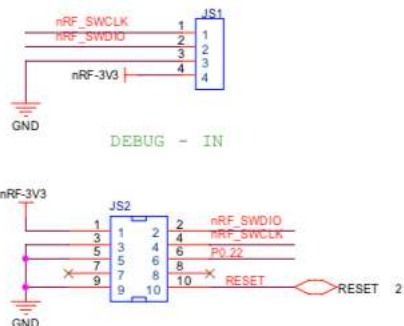 JS1
nRF_SWCLK 1 1
nRF_SWDIO 2 2
3 3
nRF-3V3 4 4
GND
DEBUG - IN
nRF-3V3
JS2
1 1 2 2 nRF_SWDIO
3 3 4 4 nRF_SWCLK
5 5 6 6 P0.22
7 7 8 8
9 9 10 10 RESET RESET 2
GND